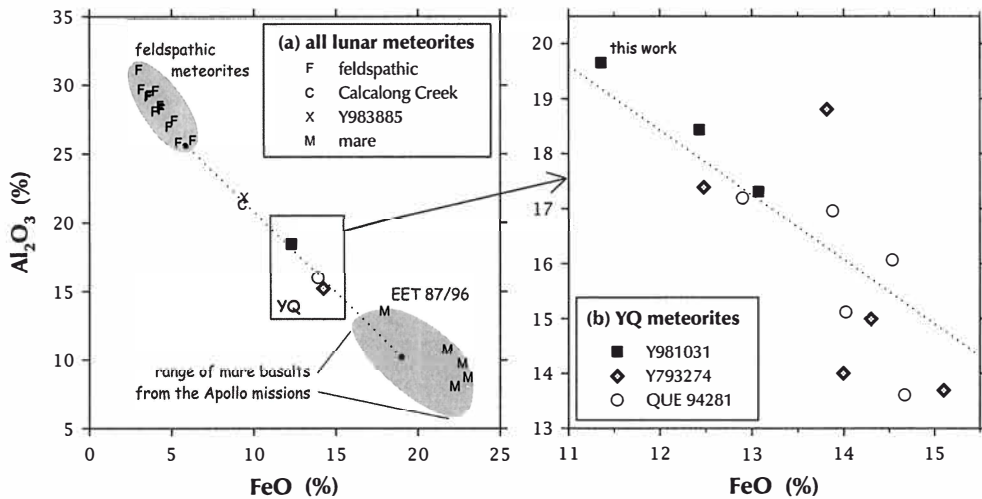 (a) all lunar meteorites
F feldspathic
C Calcalong Creek
X Y983885
M mare
feldspathic
meteorites
F
F
F
F
F
F
F
F
F
F
F
F
X
C
YQ
EET 87/96
M
M
M
M
M
range of mare basalts
from the Apollo missions
35
30
25
20
15
10
5
0
5
10
15
20
25
Al2O3 (%)
FeO (%)
this work
(b) YQ meteorites
Y981031
Y793274
QUE 94281
20
19
18
17
16
15
14
13
11
12
13
14
15
FeO (%)